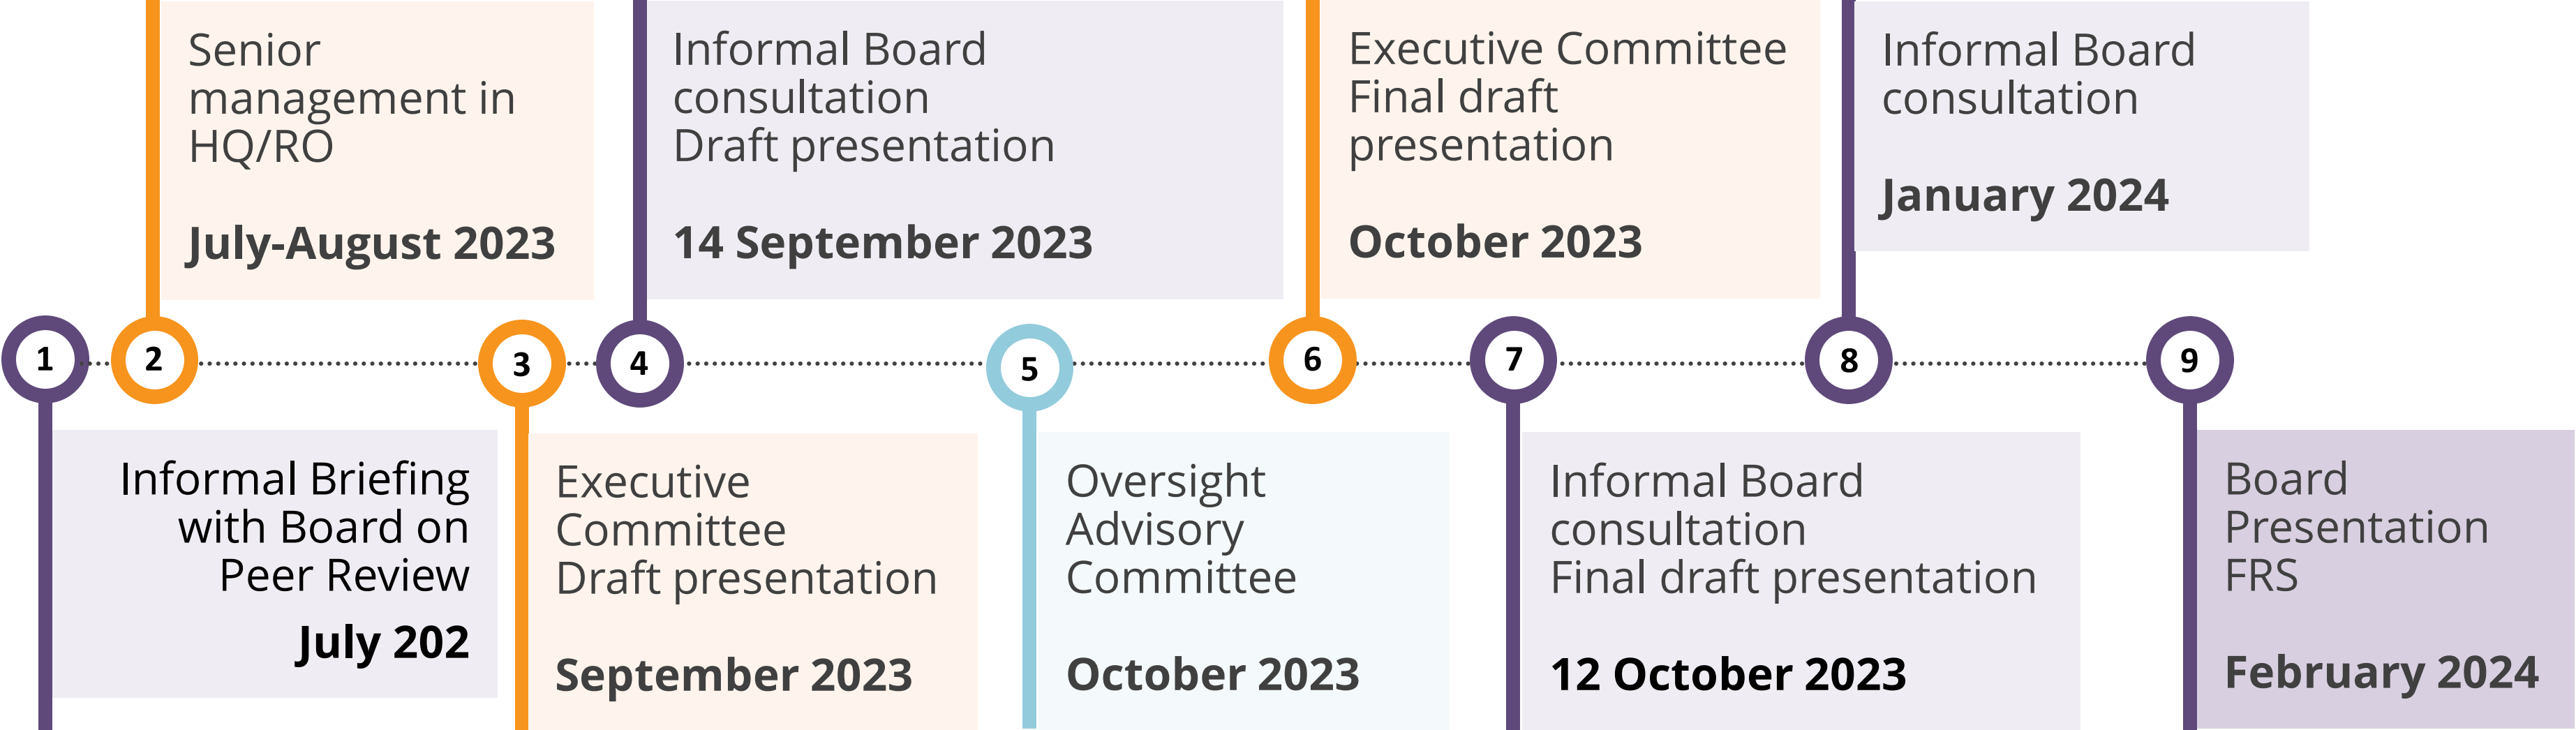 Senior
management in
HQ/RO
July-August 2023
Informal Board
consultation
Draft presentation
14 September 2023
Executive Committee
Final draft
presentation
October 2023
Informal Board
consultation
January 2024
1
2
3
4
5
6
7
8
9
Informal Briefing
with Board on
Peer Review
July 202
Executive
Committee
Draft presentation
September 2023
Oversight
Advisory
Committee
October 2023
Informal Board
consultation
Final draft presentation
12 October 2023
Board
Presentation
FRS
February 2024